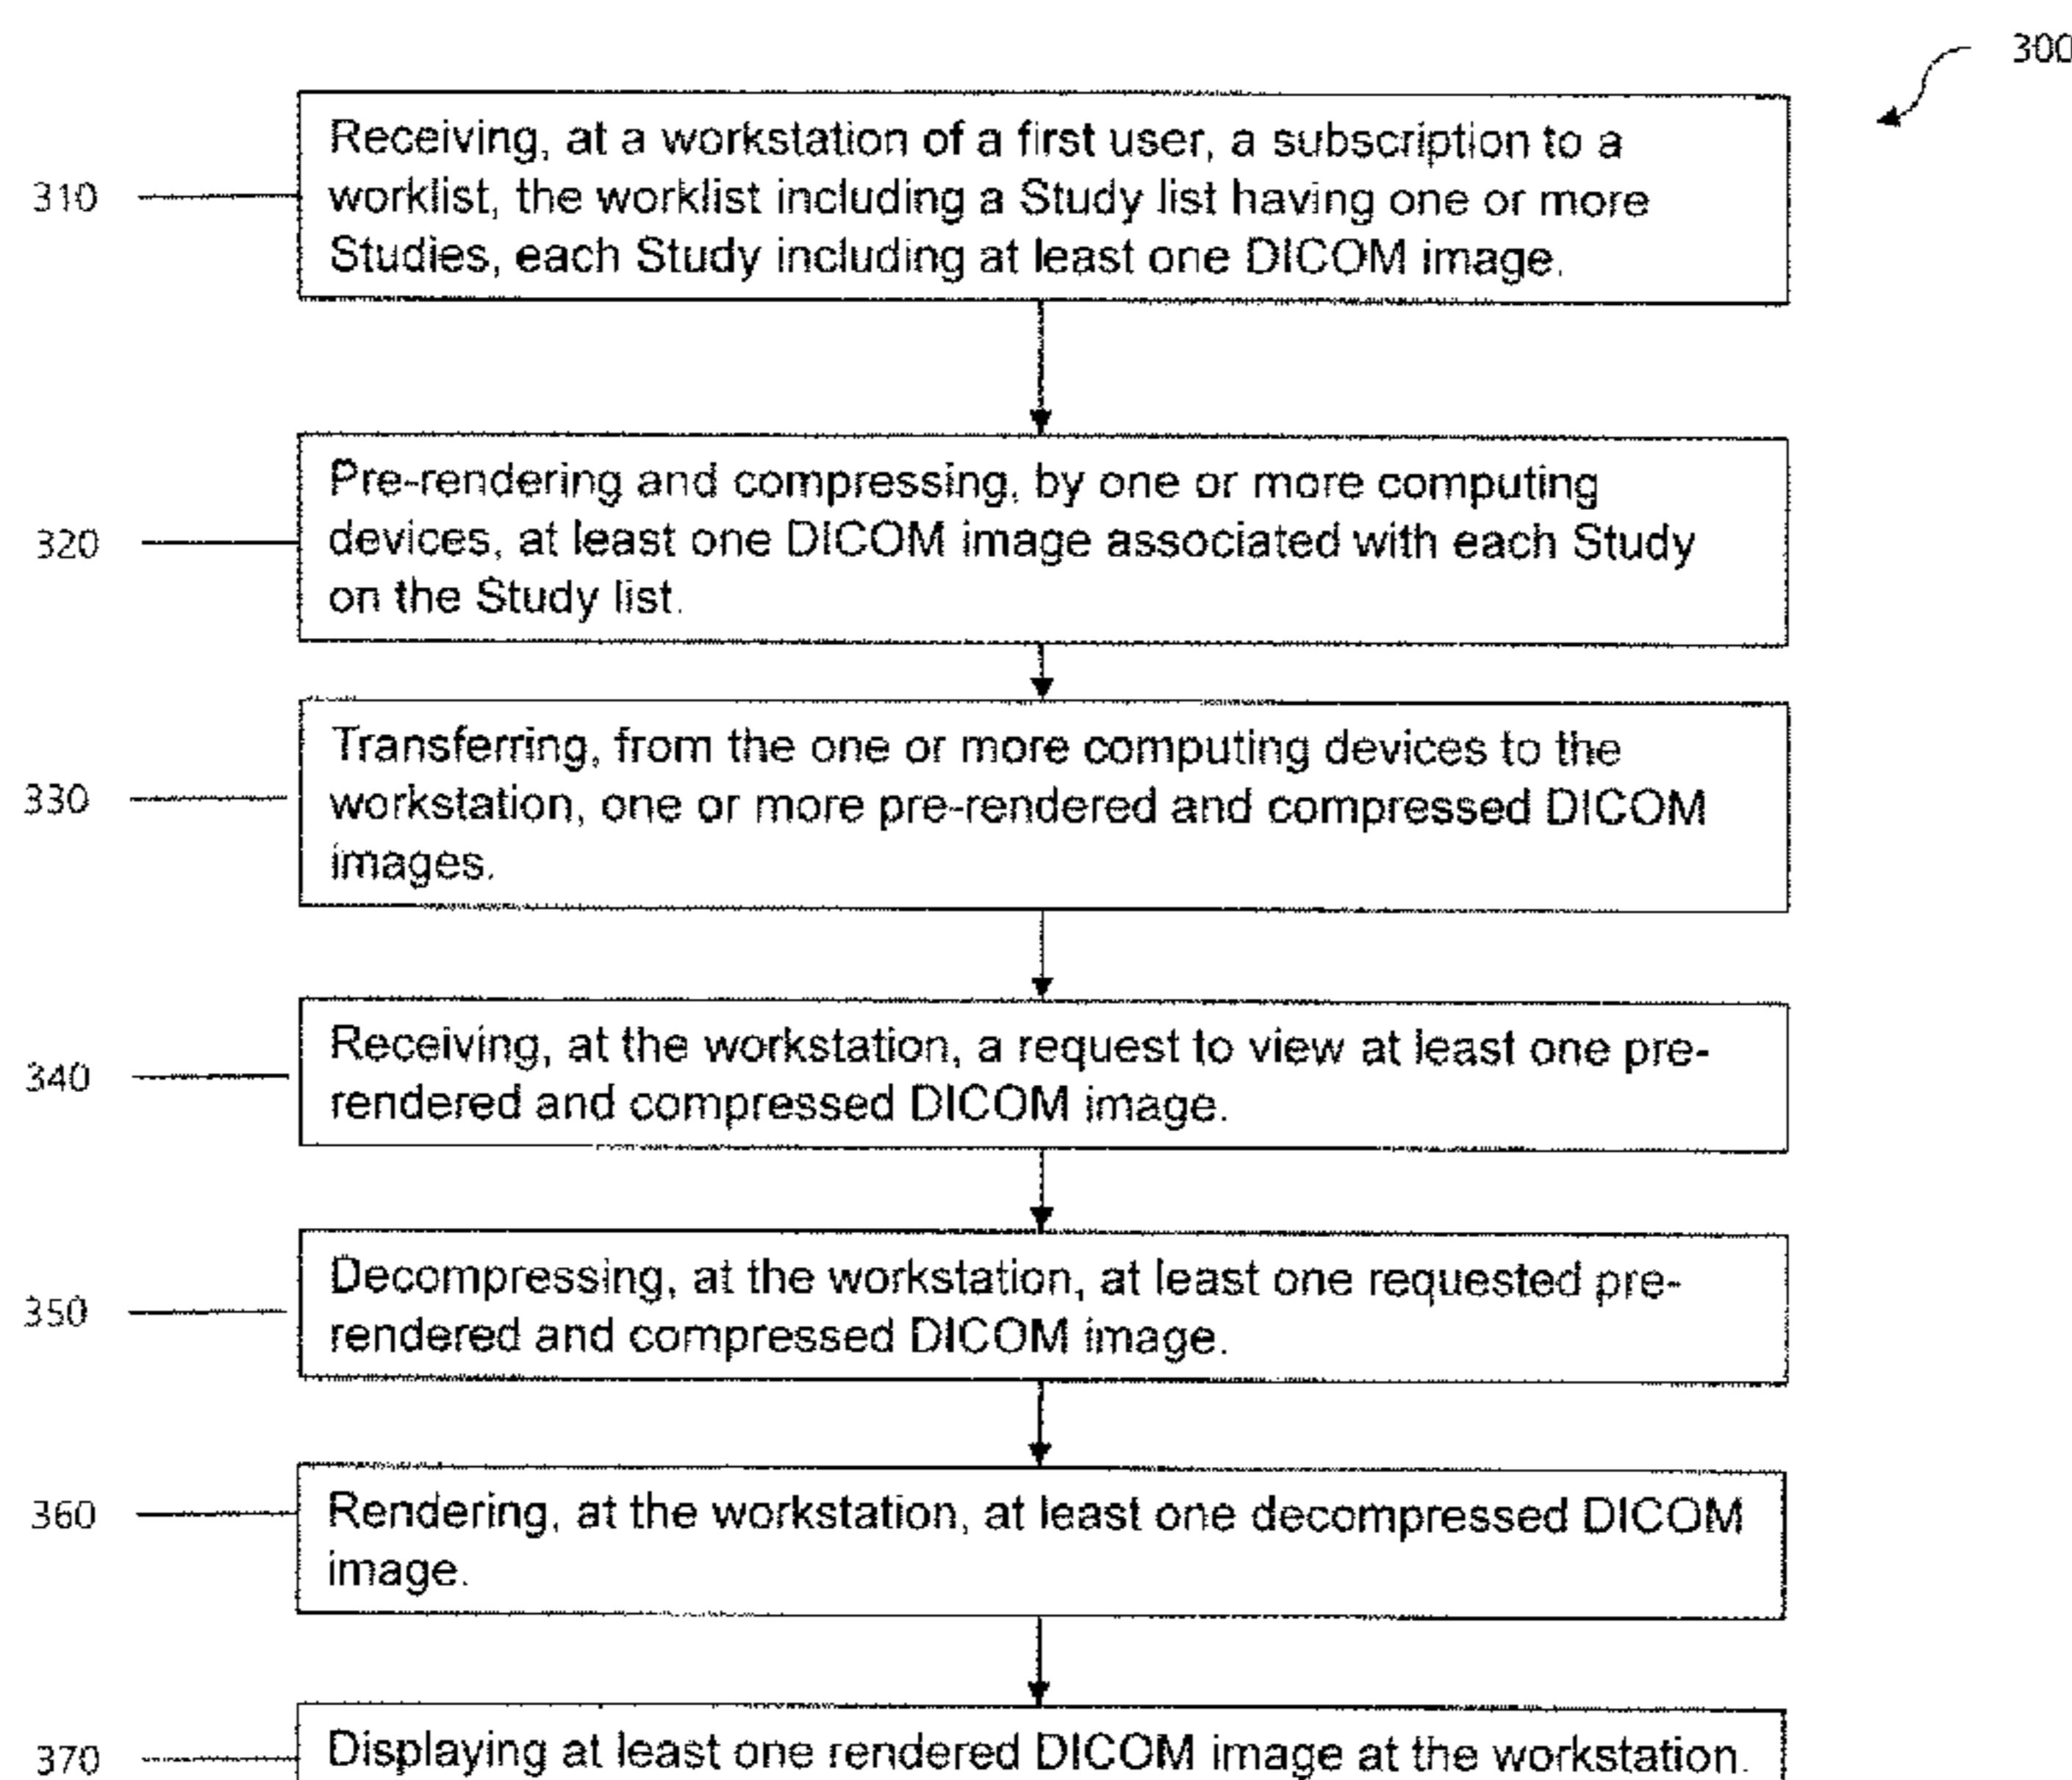 300
310
Receiving, at a workstation of a first user, a subscription to a
worklist, the worklist including a Study list having one or more
Studies, each Study including at least one DICOM image.
320
Pre-rendering and compressing, by one or more computing
devices, at least one DICOM image associated with each Study
on the Study list.
330
Transferring, from the one or more computing devices to the
workstation, one or more pre-rendered and compressed DICOM
images.
340
Receiving, at the workstation, a request to view at least one pre-
rendered and compressed DICOM image.
350
Decompressing, at the workstation, at least one requested pre-
rendered and compressed DICOM image.
360
Rendering, at the workstation, at least one decompressed DICOM
image.
370
Displaying at least one rendered DICOM image at the workstation.